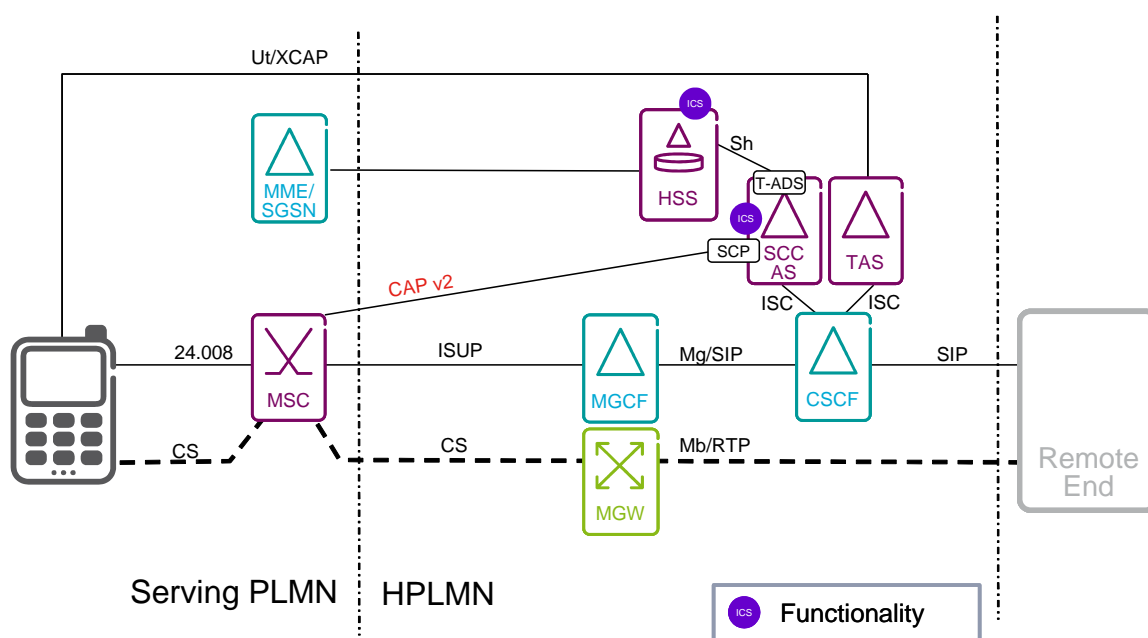 Ut/XCAP
ICS
Sh
MME/
SGSN
HSS
T-ADS
ICS
SCP
SCC
AS
TAS
CAP v2
ISC
ISC
24.008
ISUP
Mg/SIP
SIP
MSC
MGCF
CSCF
CS
CS
Mb/RTP
Remote
End
MGW
Serving PLMN
HPLMN
ICS
Functionality